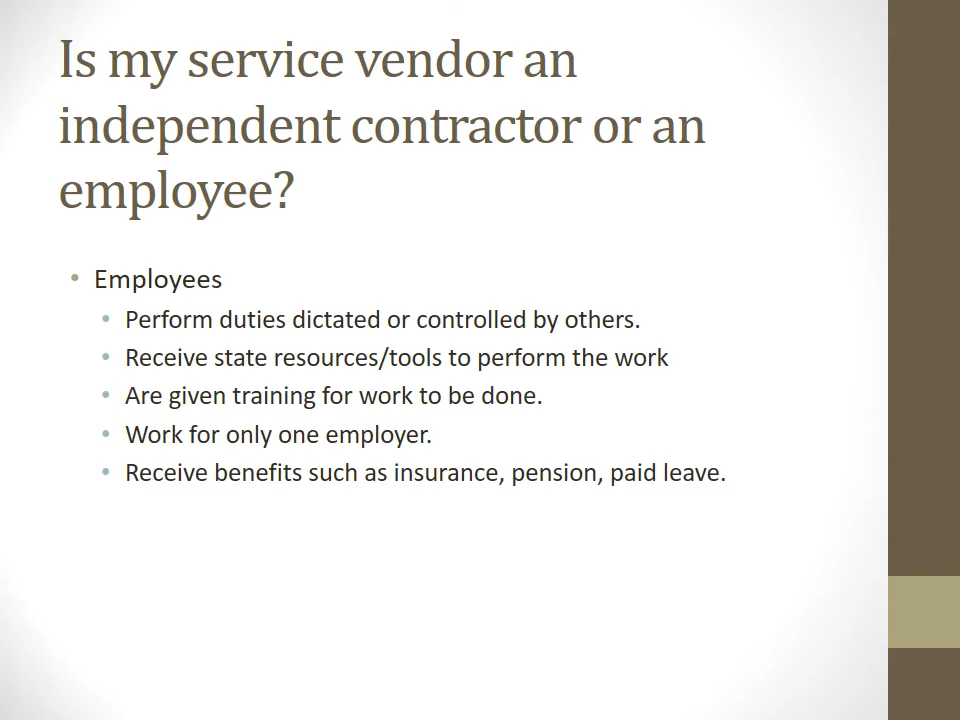 Is my service vendor an
independent contractor or an
employee?
• Employees
• Perform duties dictated or controlled by others.
• Receive state resources/tools to perform the work
• Are given training for work to be done.
• Work for only one employer.
• Receive benefits such as insurance, pension, paid leave.